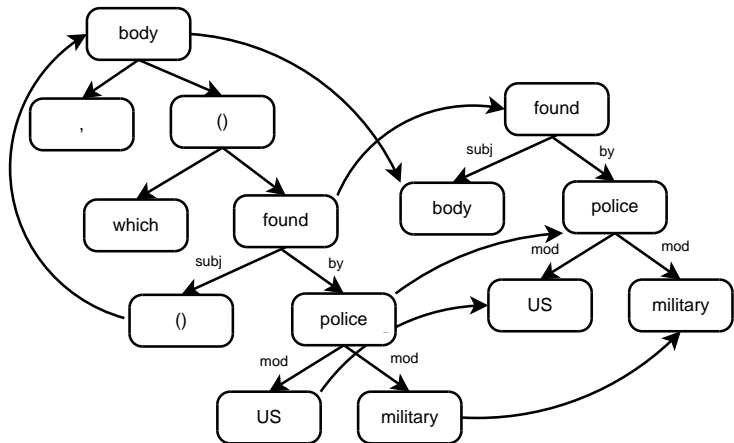 body
,
()
found
subj
by
which
found
body
police
subj
by
mod
mod
()
police
US
military
mod
mod
US
military